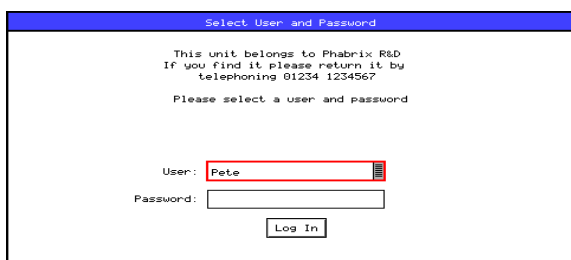 Select User and Password
This unit belongs to Phabrix R&D
If you find it please return it by
telephoning 01234 1234567
Please select a user and password
User: Pete
Password:
Log In